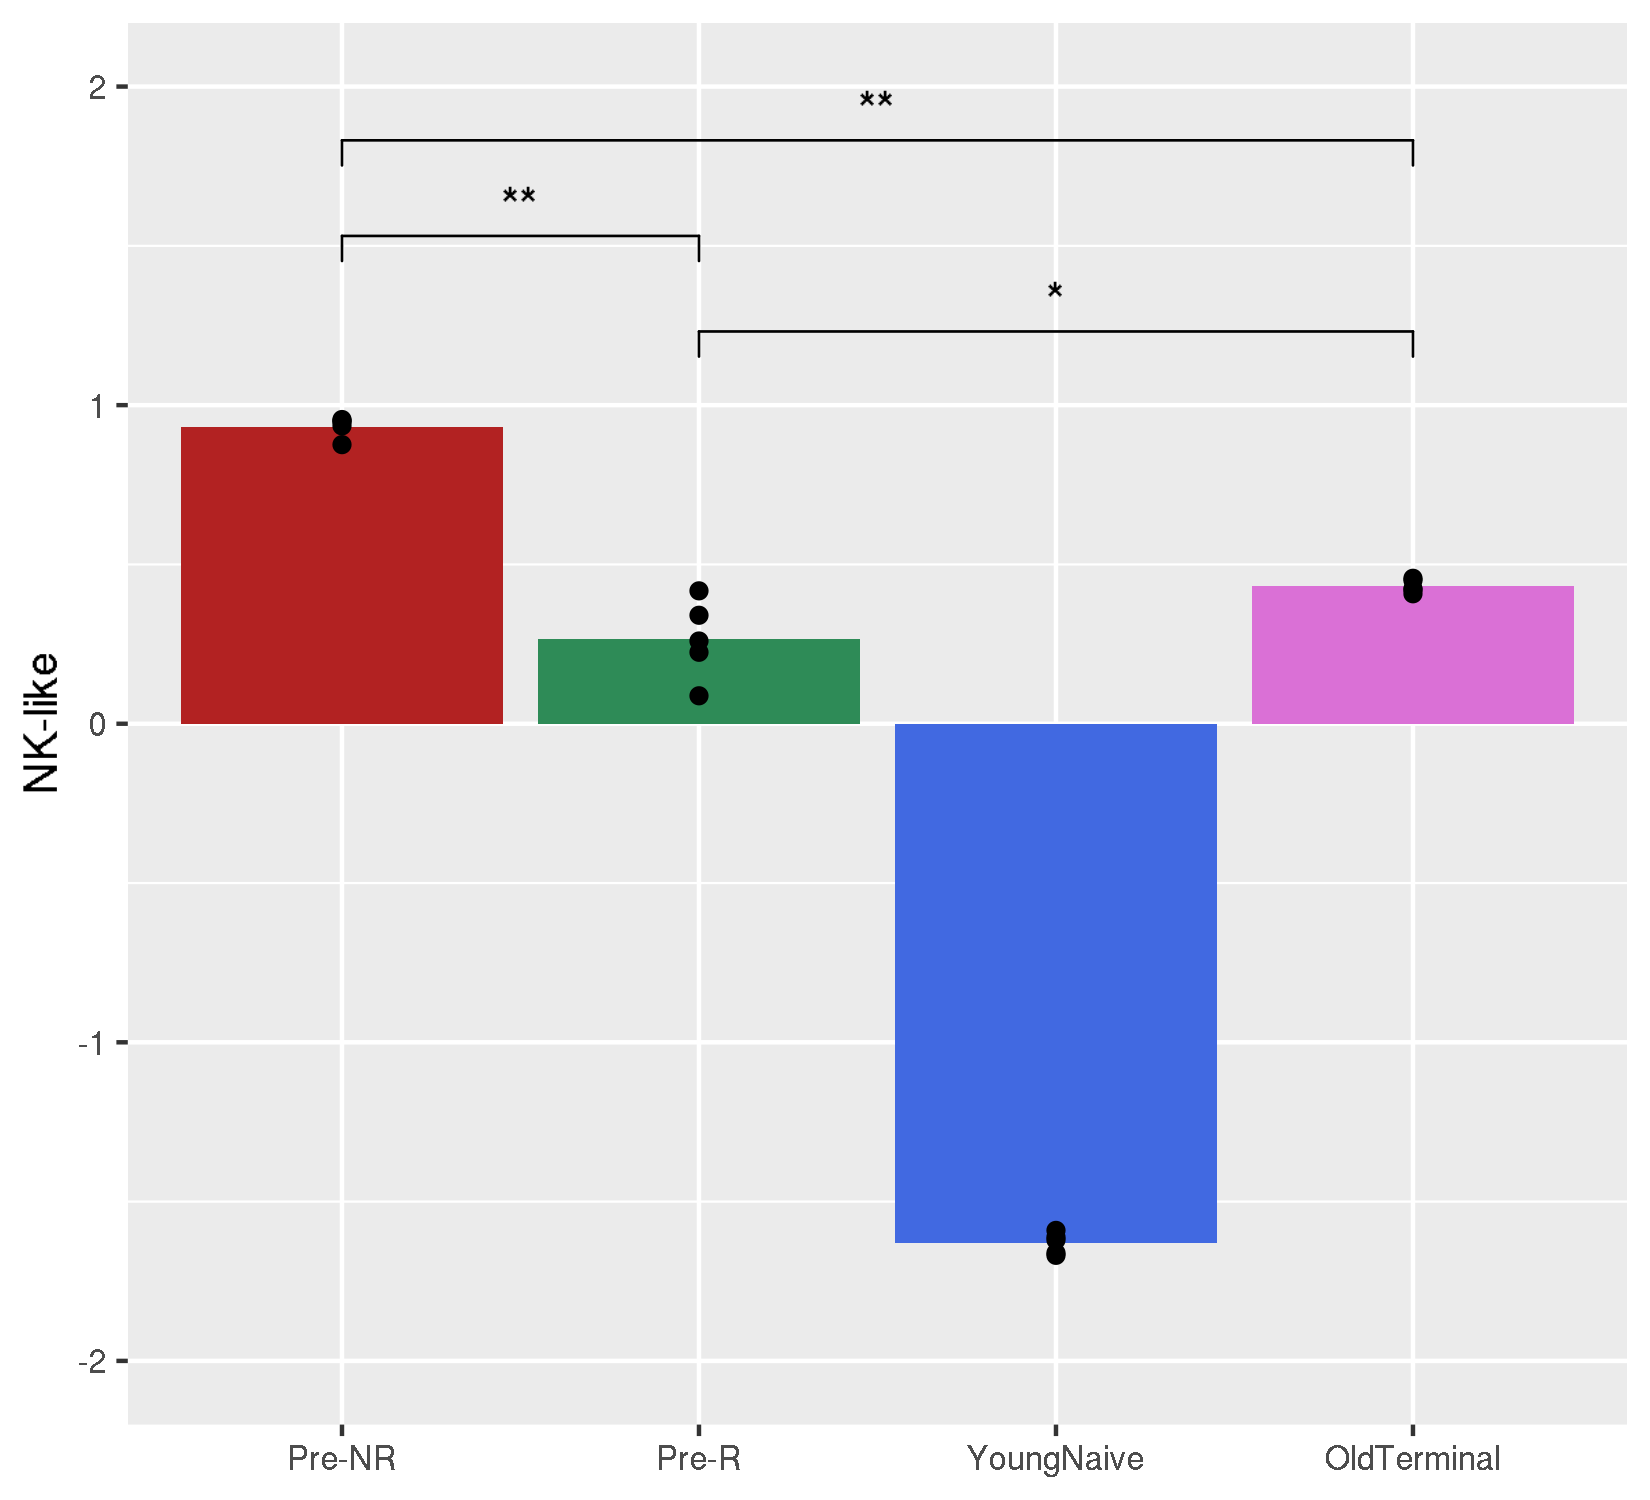 NK-like
2
1
0
-1
-2
**
**
*
Pre-NR
Pre-R
YoungNaive
OldTerminal